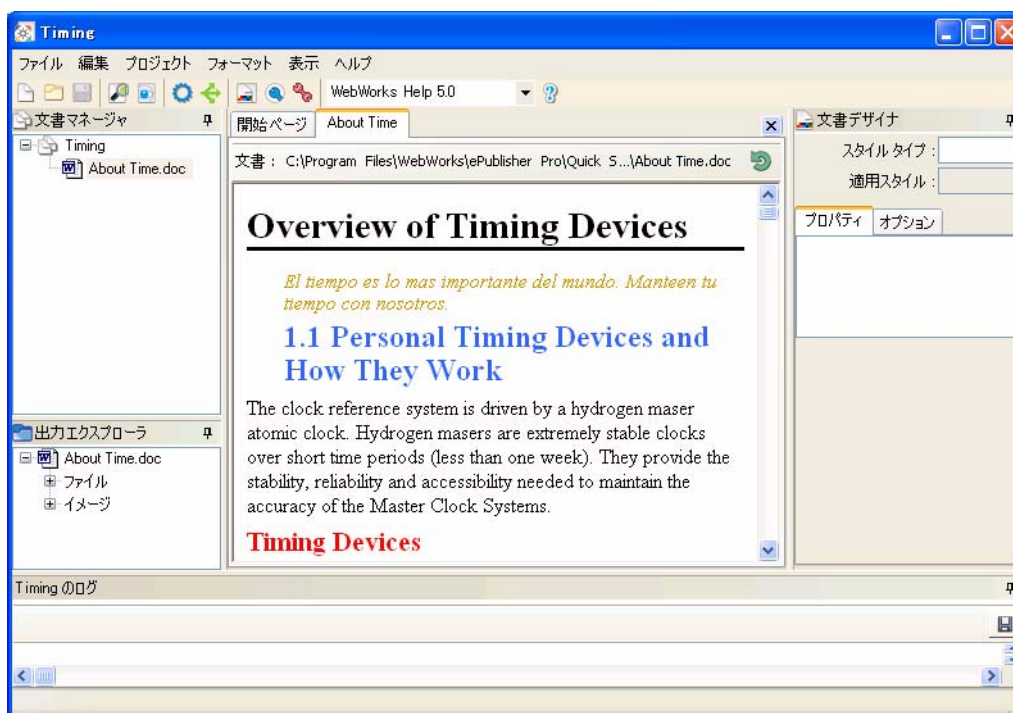 Timing
ファイル 編集 プロジェクト フォーマット 表示 ヘルプ
WebWorks Help 5.0
文書マネージャ
Timing
About Time.doc
出力エクスプローラ
About Time.doc
ファイル
イメージ
開始ページ About Time
文書 : C:\Program Files\WebWorks\ePublisher Pro\Quick S...\About Time.doc
Overview of Timing Devices
El tiempo es lo mas importante del mundo. Manteen tu
tiempo con nosotros.
1.1 Personal Timing Devices and
How They Work
The clock reference system is driven by a hydrogen maser
atomic clock. Hydrogen masers are extremely stable clocks
over short time periods (less than one week). They provide the
stability, reliability and accessibility needed to maintain the
accuracy of the Master Clock Systems.
Timing Devices
文書デザイナ
スタイル タイプ :
適用スタイル :
プロパティ オプション
Timing のログ